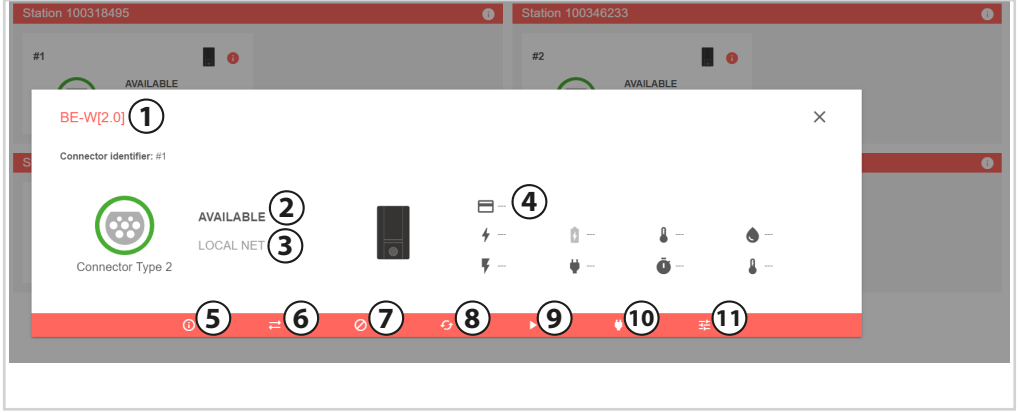 Station 100318495
Station 100346233
#1
#2
AVAILABLE
AVAILABLE
BE-W[2.0] 1
Connector identifier: #1
S
AVAILABLE 2
LOCAL NET 3
Connector Type 2
--- 4
--- --- --- ---
--- --- --- ---
5 6 7 8 9 10 11